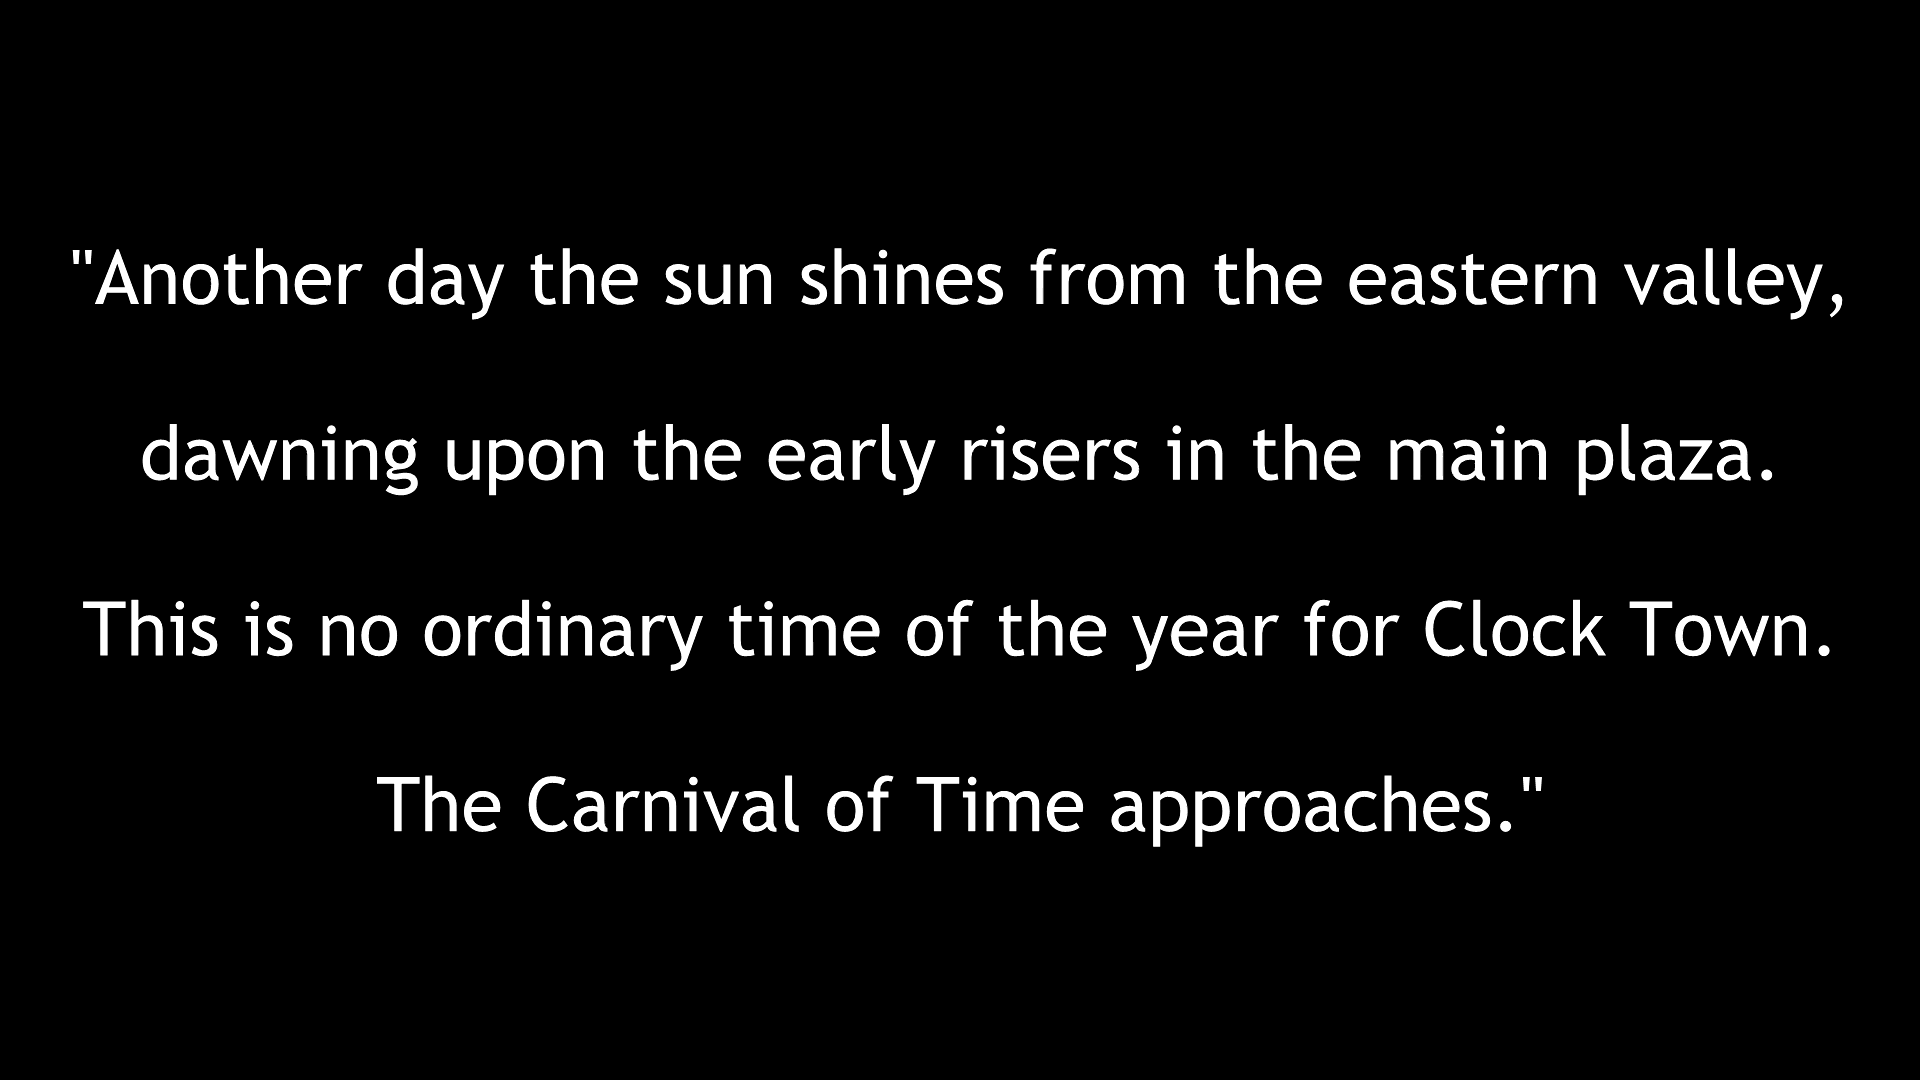 "Another day the sun shines from the eastern valley,
dawning upon the early risers in the main plaza.
This is no ordinary time of the year for Clock Town.
The Carnival of Time approaches."